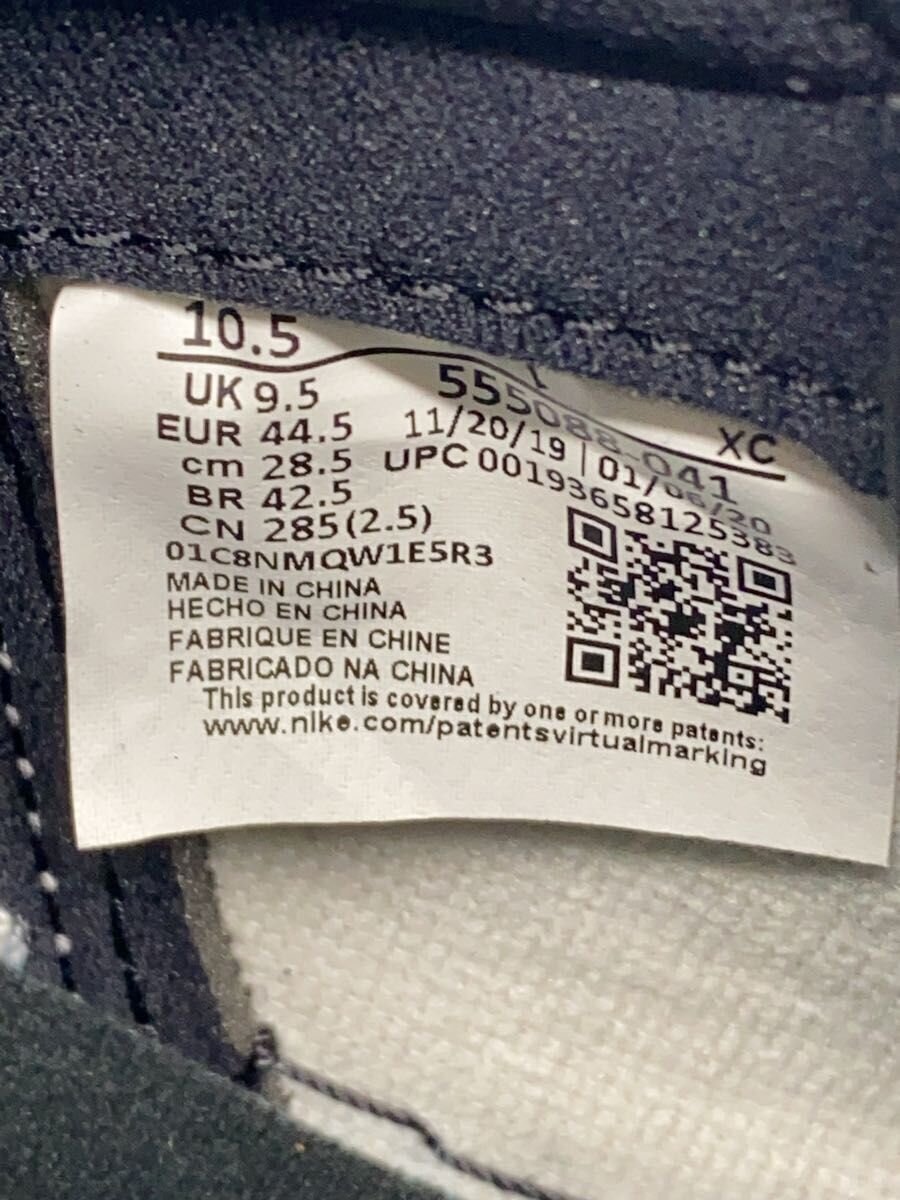 10.5
UK 9.5
EUR 44.5
cm 28.5
BR 42.5
CN 285(2.5)
555088-041
XC
11/20/19 | 01/06/20
UPC 00193658125383
01C8NMQW1E5R3
MADE IN CHINA
HECHO EN CHINA
FABRIQUE EN CHINE
FABRICADO NA CHINA
This product is covered by one or more patents:
www.nike.com/patentsvirtualmarking